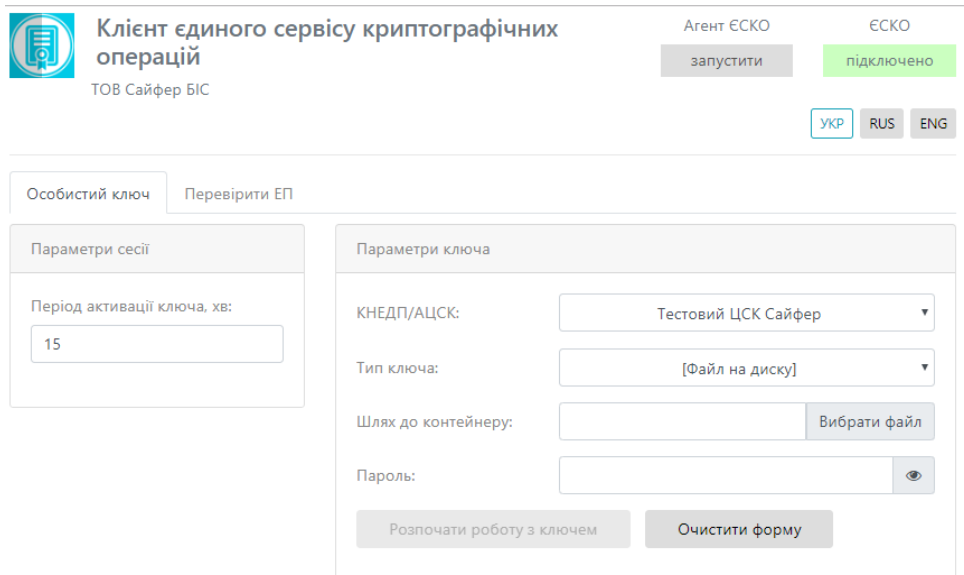 Клієнт єдиного сервісу криптографічних
операцій
ТОВ Сайфер БІС
Агент ЄСКО
ЄСКО
запустити
підключено
УКР
RUS
ENG
Особистий ключ
Перевірити ЕП
Параметри сесії
Період активації ключа, хв:
15
Параметри ключа
КНЕДП/АЦСК:
Тестовий ЦСК Сайфер
Тип ключа:
[Файл на диску]
Шлях до контейнеру:
Вибрати файл
Пароль:
Розпочати роботу з ключем
Очистити форму